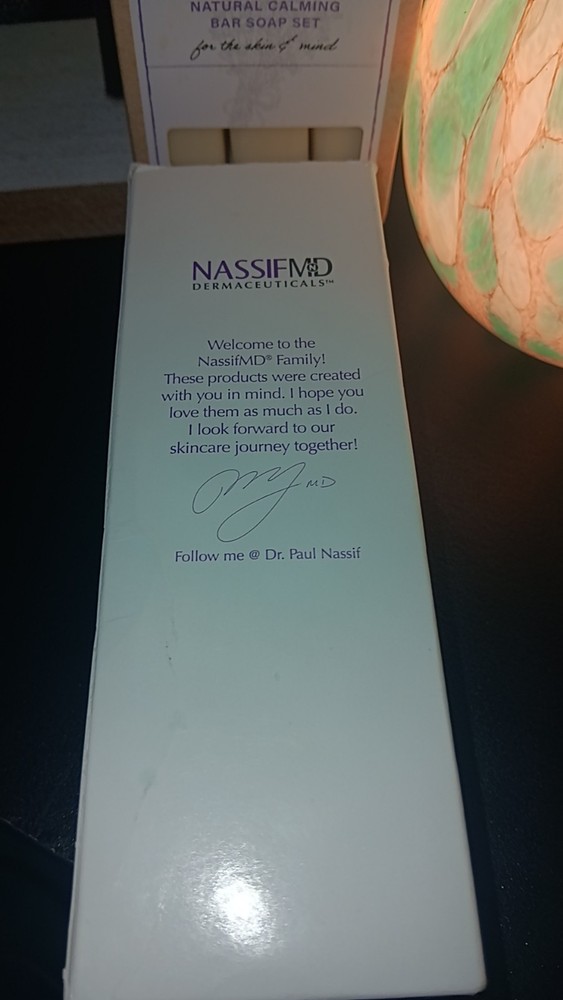 NATURAL CALMING
BAR SOAP SET
for the skin & mind
NASSIFMD
DERMACEUTICALS™
Welcome to the
NassifMD® Family!
These products were created
with you in mind. I hope you
love them as much as I do.
I look forward to our
skincare journey together!
MD
Follow me @ Dr. Paul Nassif